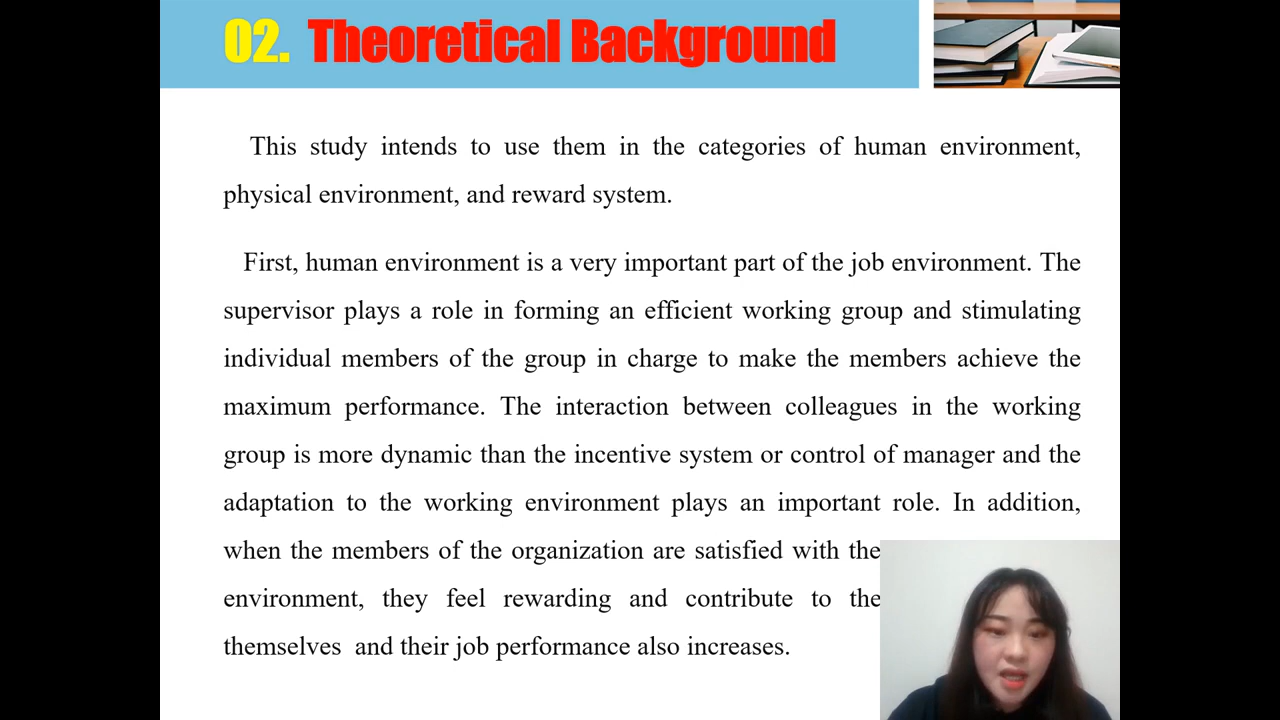 02. Theoretical Background
This study intends to use them in the categories of human environment,
physical environment, and reward system.
First, human environment is a very important part of the job environment. The
supervisor plays a role in forming an efficient working group and stimulating
individual members of the group in charge to make the members achieve the
maximum performance. The interaction between colleagues in the working
group is more dynamic than the incentive system or control of manager and the
adaptation to the working environment plays an important role. In addition,
when the members of the organization are satisfied with the
environment, they feel rewarding and contribute to the
themselves and their job performance also increases.